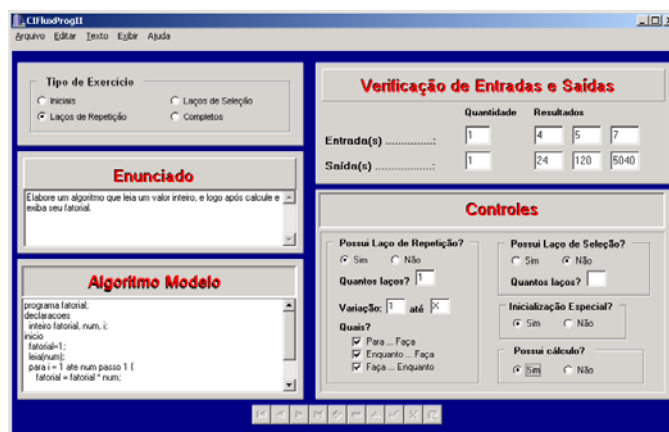 CIFluxProgII
Arquivo Editar Texto Exibir Ajuda
Tipo de Exercício
Iniciais
Laços de Seleção
Laços de Repetição
Completos
Enunciado
Elabore um algoritmo que leia um valor inteiro, e logo após calcule e
exiba seu fatorial.
Algoritmo Modelo
programa fatorial;
declaracoes
inteiro fatorial, num, i;
inicio
fatorial=1;
leia(num);
para i = 1 ate num passo 1 {
fatorial = fatorial * num;
Verificação de Entradas e Saídas
Quantidade Resultados
Entrada(s) ...............: 1 4 5 7
Saída(s) ...............: 1 24 120 5040
Controles
Possui Laço de Repetição?
Sim Não
Quantos laços? 1
Variação: 1 até X
Quais?
Para ... Faça
Enquanto ... Faça
Faça ... Enquanto
Possui Laço de Seleção?
Sim Não
Quantos laços?
Inicialização Especial?
Sim Não
Possui cálculo?
Sim Não